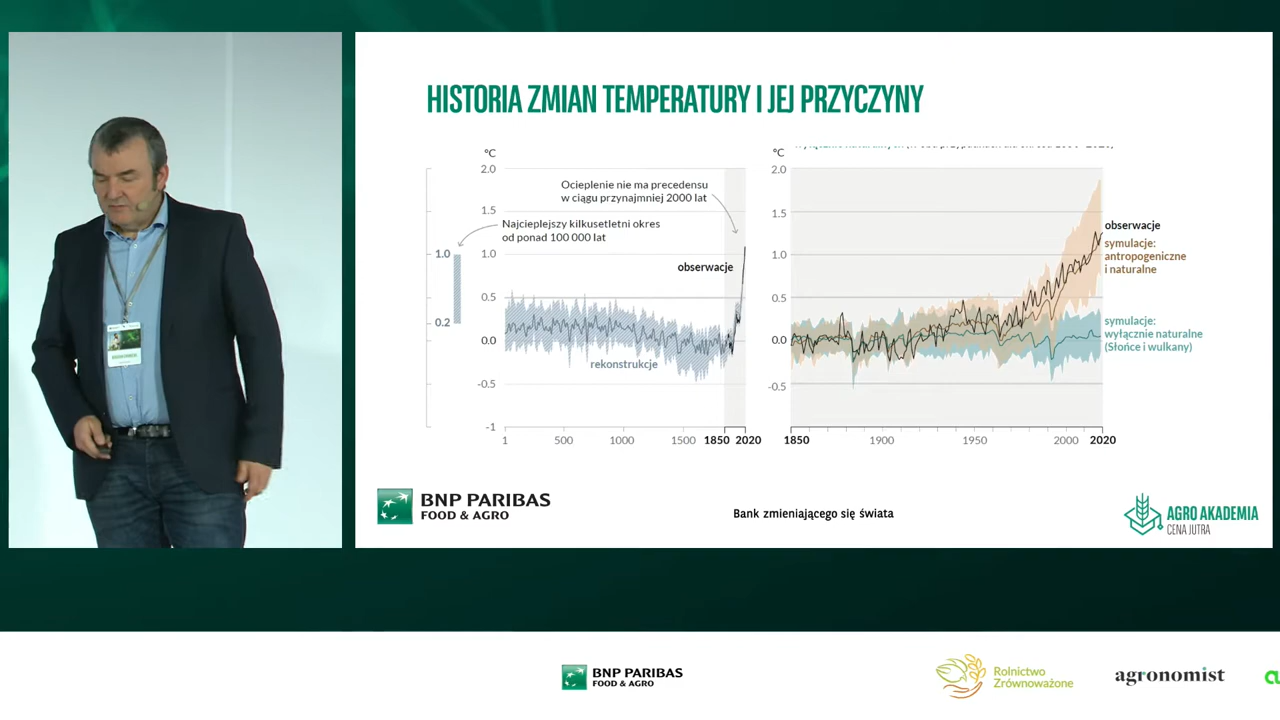 HISTORIA ZMIAN TEMPERATURY I JEJ PRZYCZYNY
°C
2.0
1.5
1.0
0.5
0.0
-0.5
-1
1.0
0.2
Ocieplenie nie ma precedensu
w ciągu przynajmniej 2000 lat
Najcieplejszy kilkusetletni okres
od ponad 100 000 lat
obserwacje
rekonstrukcje
1
500
1000
1500
1850
2020
°C
2.0
1.5
1.0
0.5
0.0
-0.5
obserwacje
symulacje:
antropogeniczne
i naturalne
symulacje:
wyłącznie naturalne
(Słońce i wulkany)
1850
1900
1950
2000
2020
BNP PARIBAS
FOOD & AGRO
Bank zmieniającego się świata
AGRO AKADEMIA
CENA JUTRA
BNP PARIBAS
FOOD & AGRO
Rolnictwo
Zrównoważone
agronomist